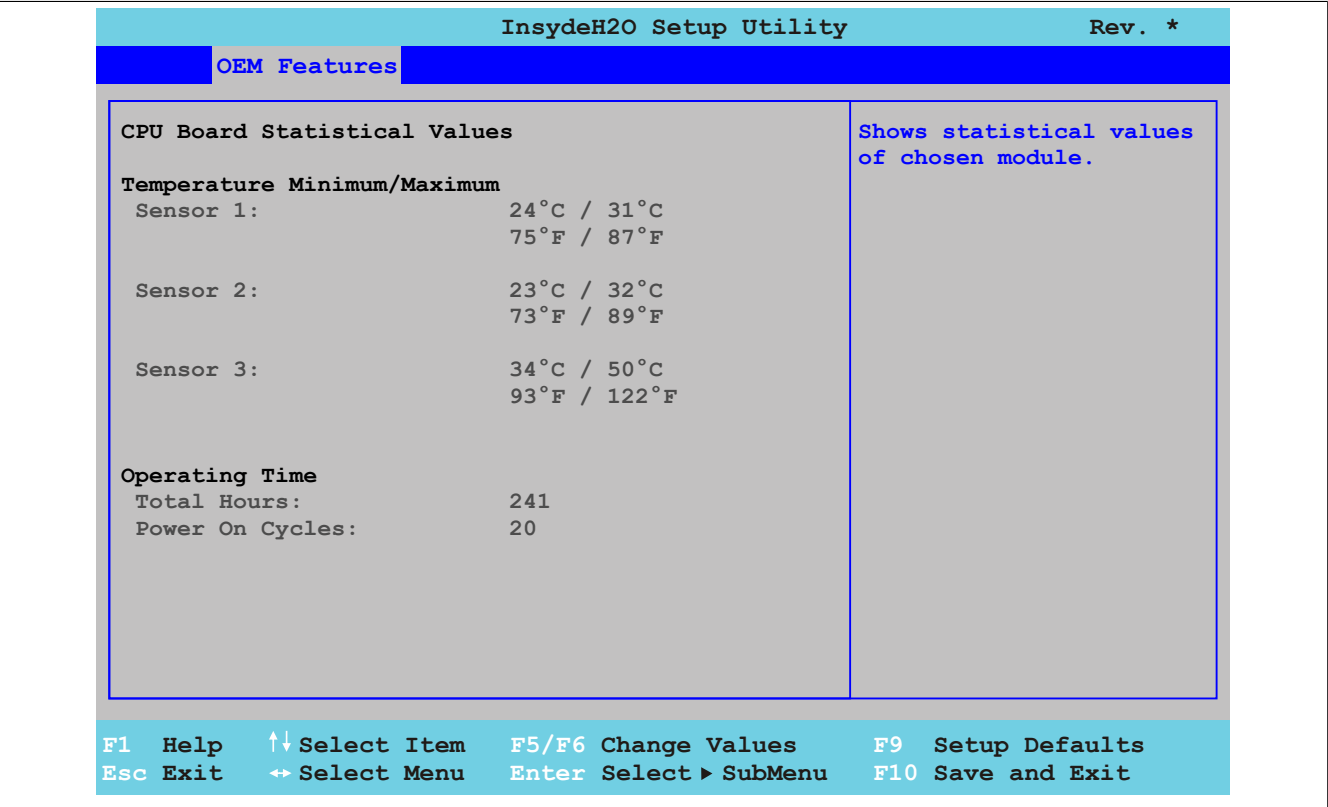 InsydeH2O Setup Utility Rev. *
OEM Features
CPU Board Statistical Values
Temperature Minimum/Maximum
Sensor 1: 24°C / 31°C
75°F / 87°F
Sensor 2: 23°C / 32°C
73°F / 89°F
Sensor 3: 34°C / 50°C
93°F / 122°F
Operating Time
Total Hours: 241
Power On Cycles: 20
Shows statistical values
of chosen module.
F1 Help ↑↓ Select Item F5/F6 Change Values F9 Setup Defaults
Esc Exit ↔ Select Menu Enter Select ▶ SubMenu F10 Save and Exit